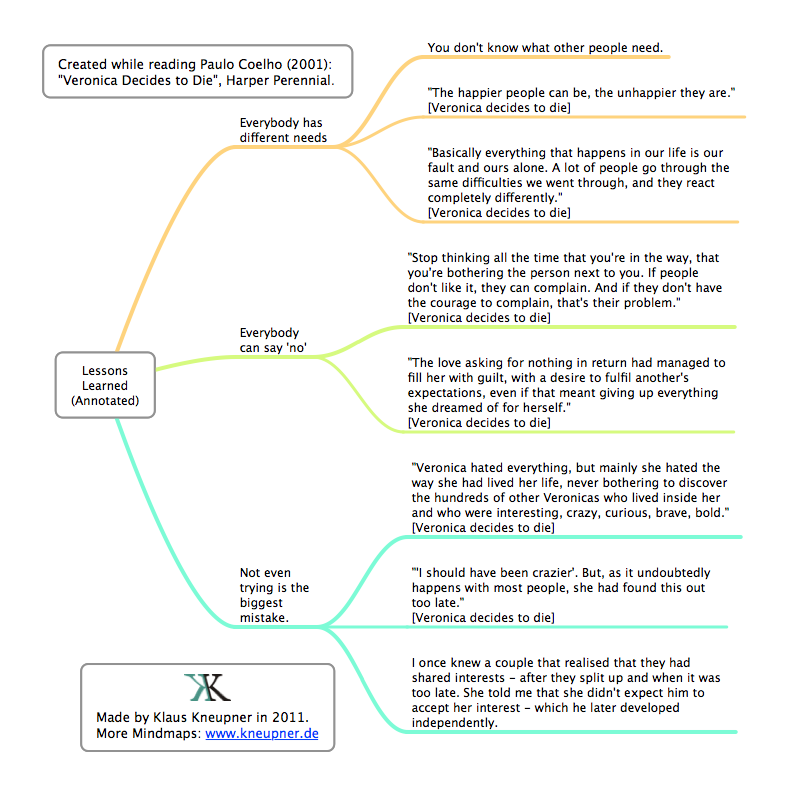 Created while reading Paulo Coelho (2001):
"Veronica Decides to Die", Harper Perennial.
Lessons
Learned
(Annotated)
Everybody has
different needs
You don't know what other people need.
"The happier people can be, the unhappier they are."
[Veronica decides to die]
"Basically everything that happens in our life is our
fault and ours alone. A lot of people go through the
same difficulties we went through, and they react
completely differently."
[Veronica decides to die]
Everybody
can say 'no'
"Stop thinking all the time that you're in the way, that
you're bothering the person next to you. If people
don't like it, they can complain. And if they don't have
the courage to complain, that's their problem."
[Veronica decides to die]
"The love asking for nothing in return had managed to
fill her with guilt, with a desire to fulfil another's
expectations, even if that meant giving up everything
she dreamed of for herself."
[Veronica decides to die]
Not even
trying is the
biggest
mistake.
"Veronica hated everything, but mainly she hated the
way she had lived her life, never bothering to discover
the hundreds of other Veronicas who lived inside her
and who were interesting, crazy, curious, brave, bold."
[Veronica decides to die]
"'I should have been crazier'. But, as it undoubtedly
happens with most people, she had found this out
too late."
[Veronica decides to die]
I once knew a couple that realised that they had
shared interests – after they split up and when it was
too late. She told me that she didn't expect him to
accept her interest – which he later developed
independently.
KK
Made by Klaus Kneupner in 2011.
More Mindmaps: www.kneupner.de